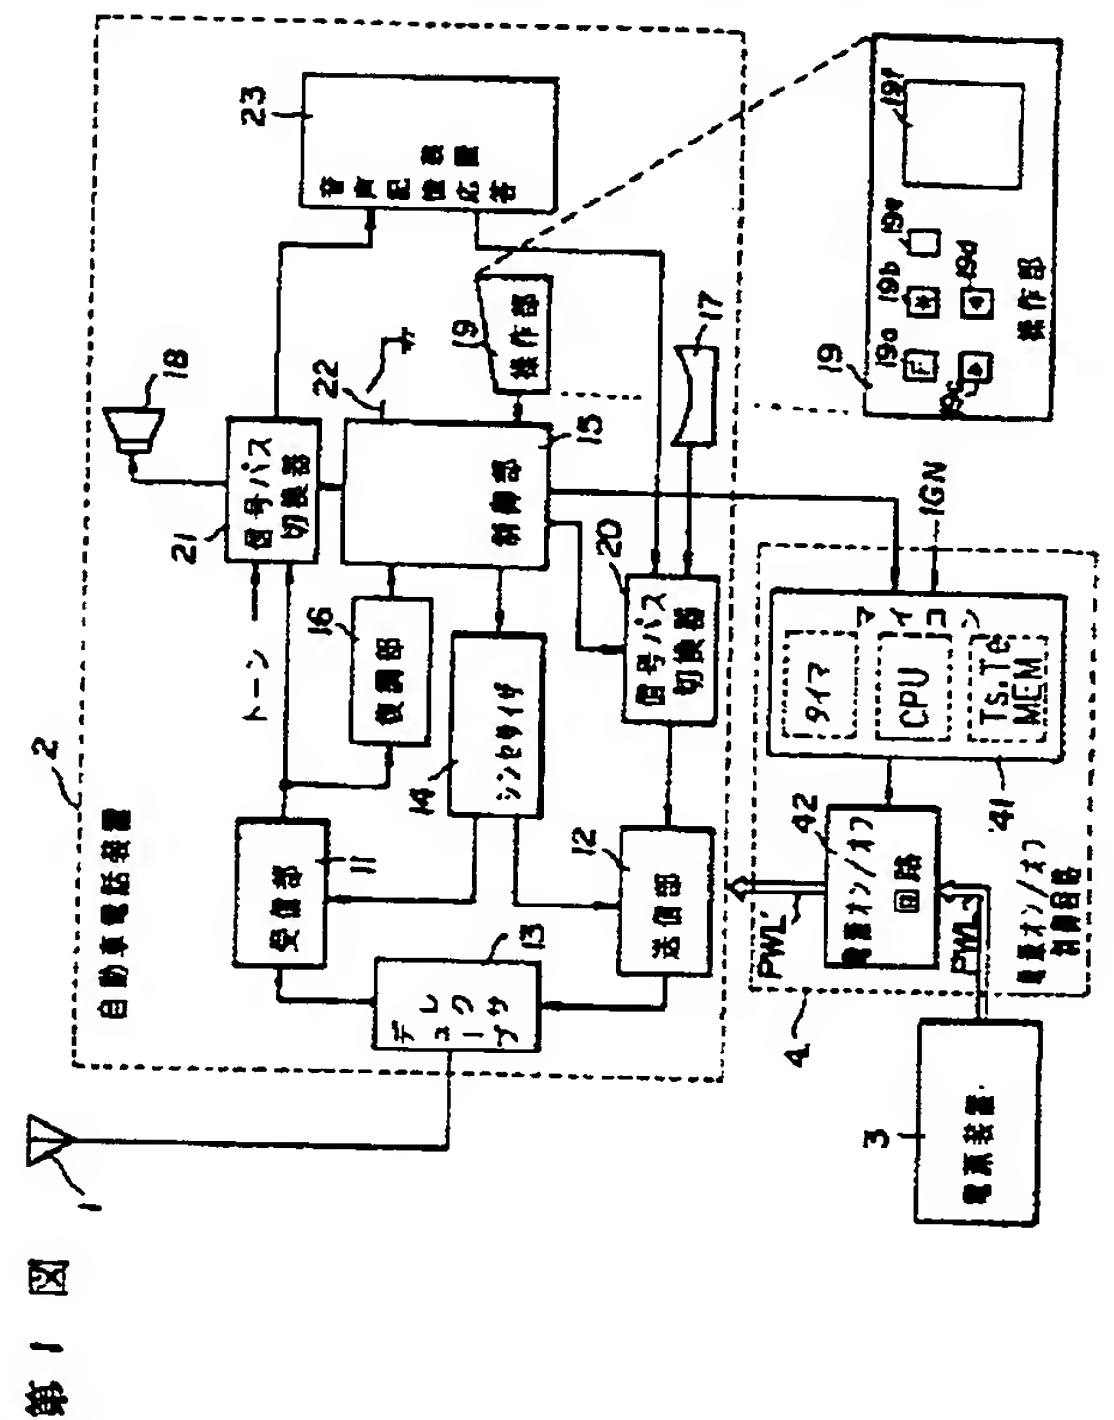 第1図
1
2
自動車電話装置
デュープレクサ
13
受信部
11
送信部
12
シンセサイザ
14
復調部
16
トーン
信号パス
切換器
21
18
制御部
15
22
操作部
19
音声記憶応答
装置
23
信号パス
切換器
20
17
19
19a
F
19b
*
19c
19d
19e
19f
操作部
IGN
マイコン
タイマ
CPU
Ts,Te
MEM
41
電源オン/オフ
回路
42
PWL'
PWL
電源オン/オフ
制御回路
4
電源装置
3